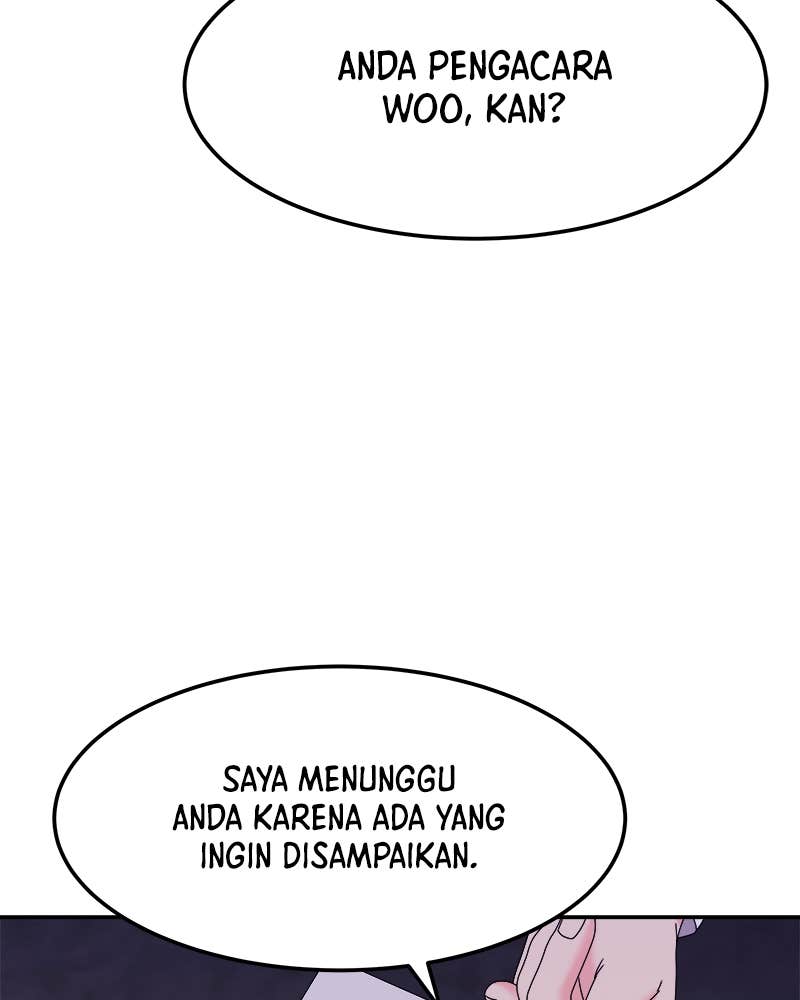 ANDA PENGACARA
WOO, KAN?
SAYA MENUNGGU
ANDA KARENA ADA YANG
INGIN DISAMPAIKAN.